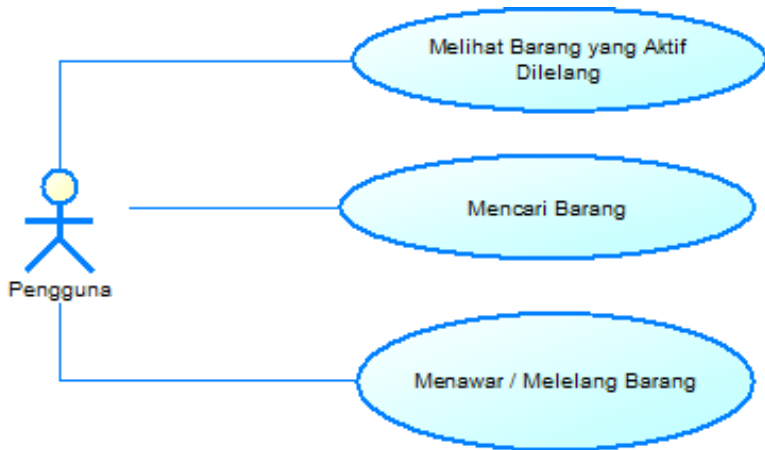 Melihat Barang yang Aktif
Dilelang
Mencari Barang
Pengguna
Menawar / Melelang Barang